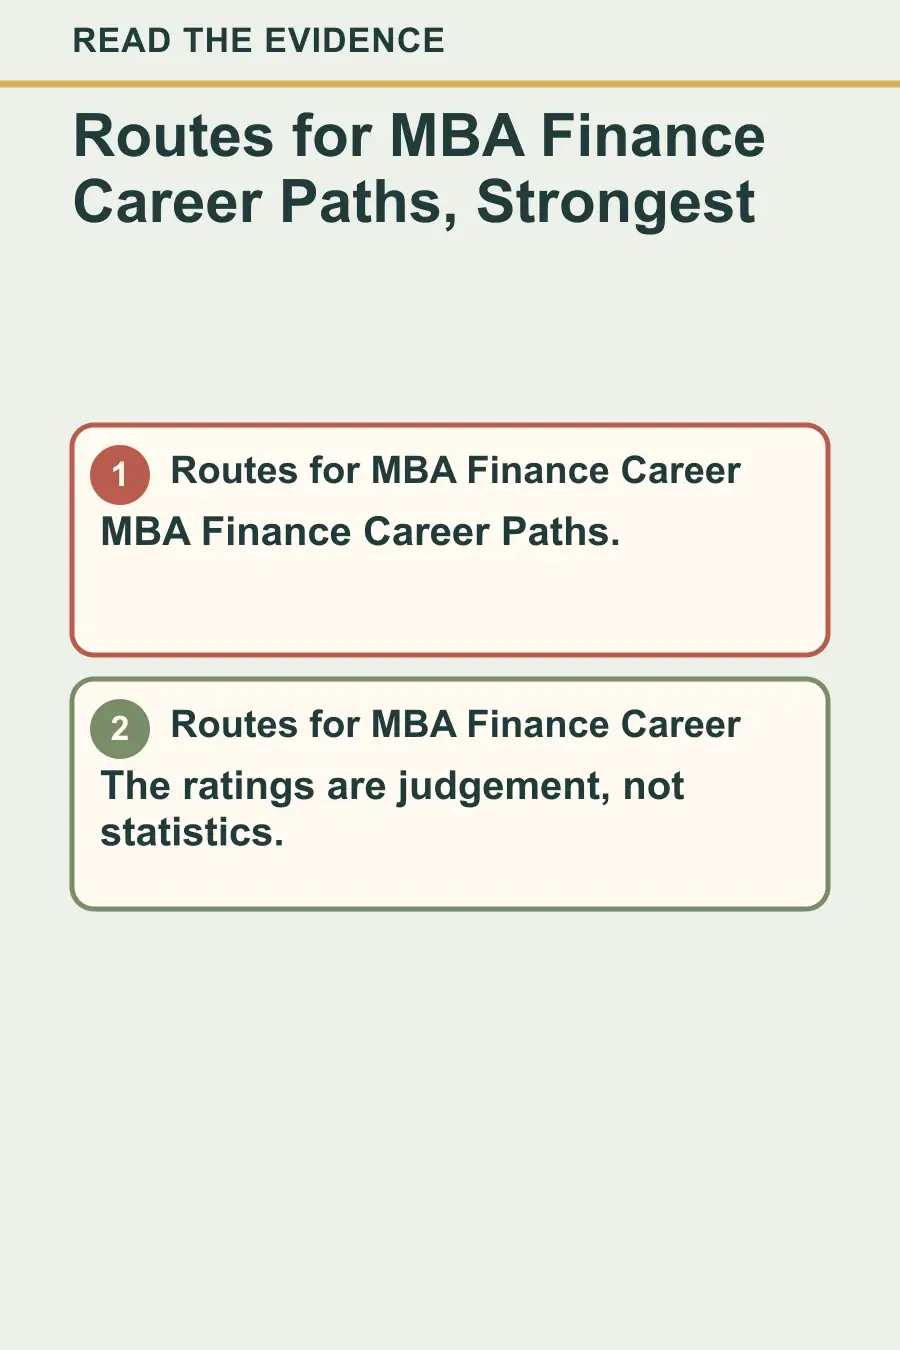 READ THE EVIDENCE
Routes for MBA Finance
Career Paths, Strongest
1
Routes for MBA Finance Career
MBA Finance Career Paths.
2
Routes for MBA Finance Career
The ratings are judgement, not
statistics.